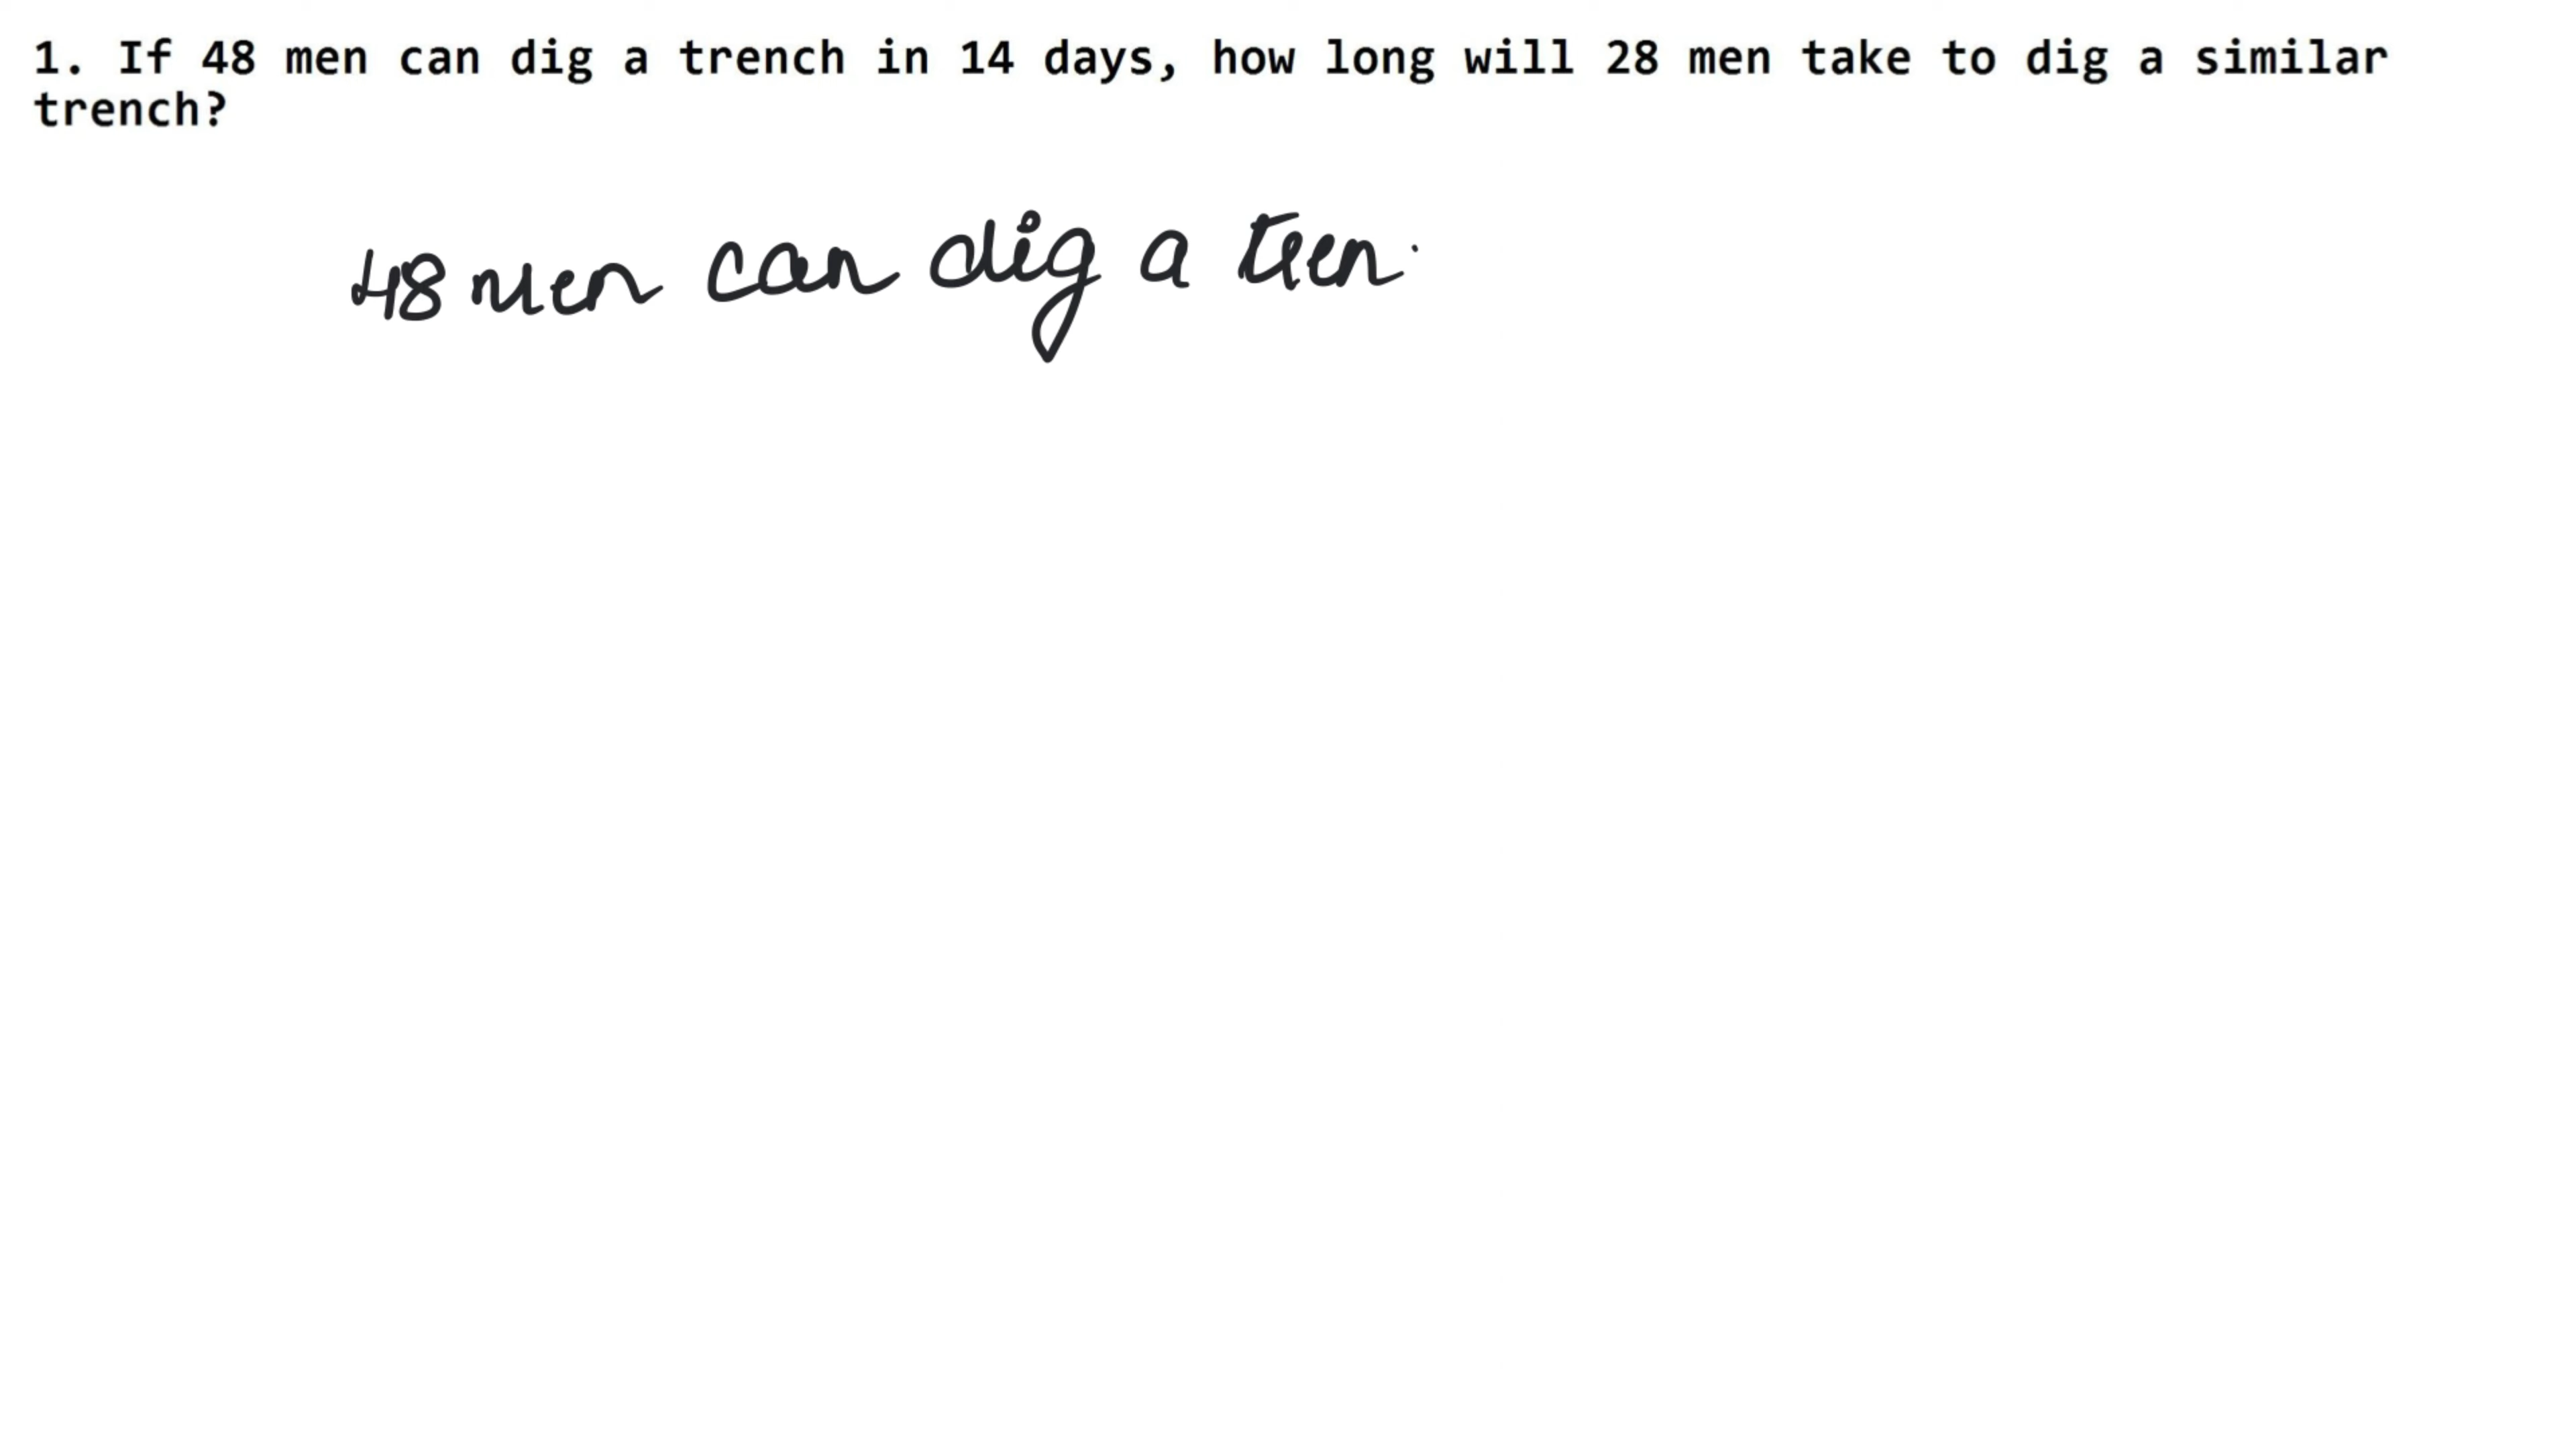 1. If 48 men can dig a trench in 14 days, how long will 28 men take to dig a similar
trench?
48 men can dig a tren